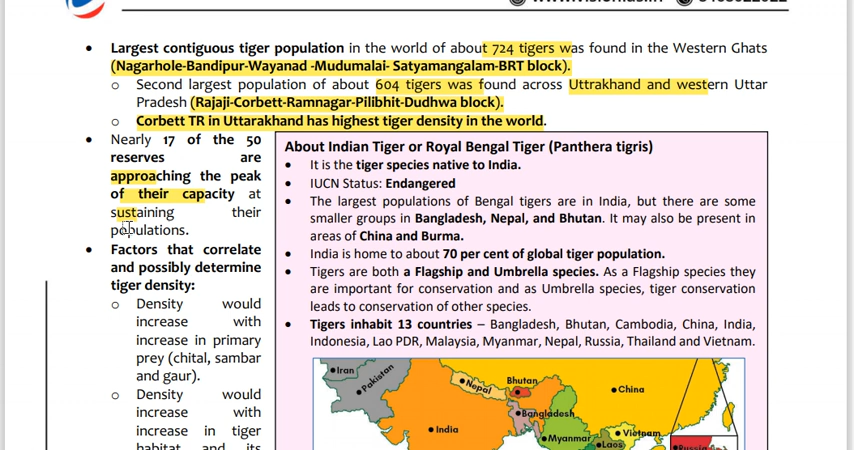 Largest contiguous tiger population in the world of about 724 tigers was found in the Western Ghats
(Nagarhole-Bandipur-Wayanad -Mudumalai- Satyamangalam-BRT block).
o Second largest population of about 604 tigers was found across Uttrakhand and western Uttar
Pradesh (Rajaji-Corbett-Ramnagar-Pilibhit-Dudhwa block).
o Corbett TR in Uttarakhand has highest tiger density in the world.
Nearly 17 of the 50
reserves are
approaching the peak
of their capacity at
sustaining their
populations.
Factors that correlate
and possibly determine
tiger density:
o Density would
increase with
increase in primary
prey (chital, sambar
and gaur).
o Density would
increase with
increase in tiger
habitat and its
About Indian Tiger or Royal Bengal Tiger (Panthera tigris)
It is the tiger species native to India.
IUCN Status: Endangered
The largest populations of Bengal tigers are in India, but there are some
smaller groups in Bangladesh, Nepal, and Bhutan. It may also be present in
areas of China and Burma.
India is home to about 70 per cent of global tiger population.
Tigers are both a Flagship and Umbrella species. As a Flagship species they
are important for conservation and as Umbrella species, tiger conservation
leads to conservation of other species.
Tigers inhabit 13 countries – Bangladesh, Bhutan, Cambodia, China, India,
Indonesia, Lao PDR, Malaysia, Myanmar, Nepal, Russia, Thailand and Vietnam.
Iran
Pakistan
Nepal
Bhutan
China
Bangladesh
India
Myanmar
Vietnam
Laos
Russia